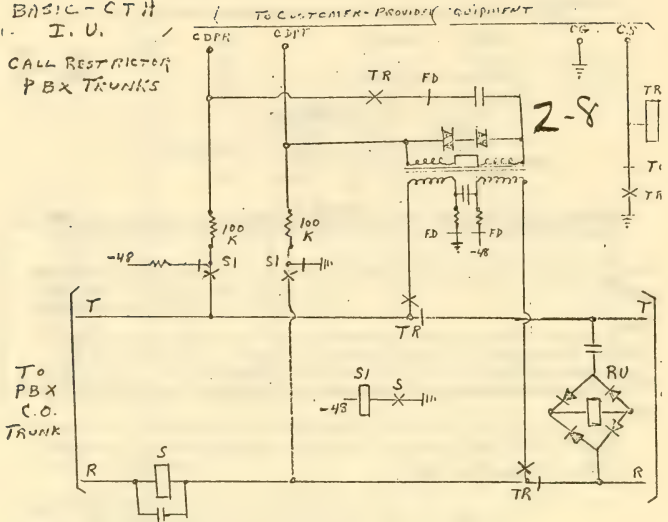 BASIC-CTH
I.U.
CALL RESTRICTOR
PBX TRUNKS
TO CUSTOMER-PROVIDED EQUIPMENT
CDPR
CDPT
CG
CS
TR
FD
2-8
TR
TR
100
K
100
K
FD
FD
-48
-48
S1
S1
T
TR
T
TO
PBX
C.O.
TRUNK
S1
S
-48
RU
S
R
TR
R